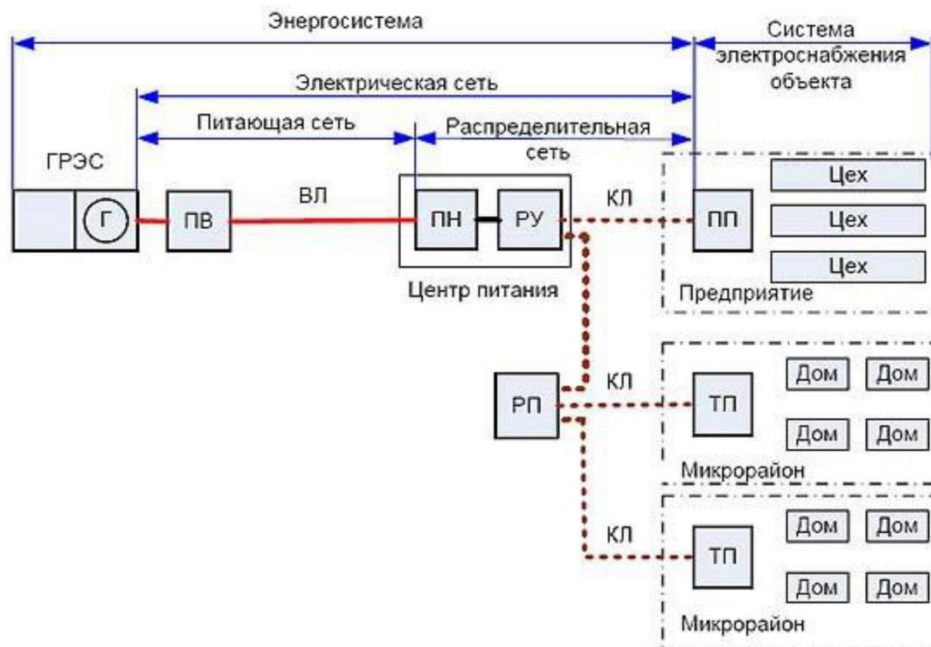 Энергосистема
Система
электроснабжения
объекта
Электрическая сеть
Питающая сеть
Распределительная
сеть
ГРЭС
Г
ПВ
ВЛ
ПН
РУ
КЛ
ПП
Цех
Цех
Цех
Центр питания
Предприятие
РП
КЛ
ТП
Дом
Дом
Дом
Дом
Микрорайон
КЛ
ТП
Дом
Дом
Дом
Дом
Микрорайон